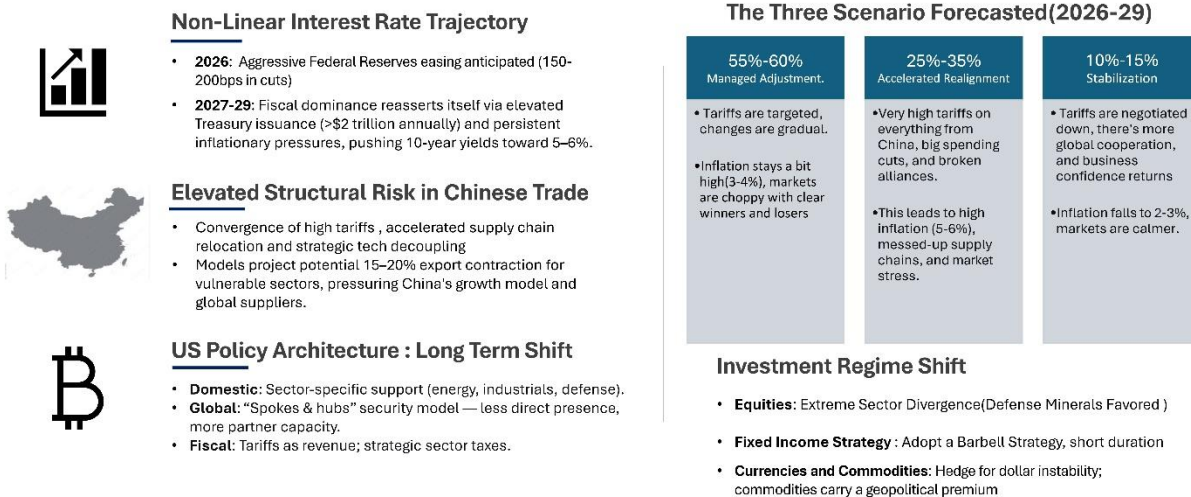 Non-Linear Interest Rate Trajectory
• 2026: Aggressive Federal Reserves easing anticipated (150-
200bps in cuts)
• 2027-29: Fiscal dominance reasserts itself via elevated
Treasury issuance (>$2 trillion annually) and persistent
inflationary pressures, pushing 10-year yields toward 5–6%.
Elevated Structural Risk in Chinese Trade
• Convergence of high tariffs , accelerated supply chain
relocation and strategic tech decoupling
• Models project potential 15–20% export contraction for
vulnerable sectors, pressuring China's growth model and
global suppliers.
US Policy Architecture : Long Term Shift
• Domestic: Sector-specific support (energy, industrials, defense).
• Global: “Spokes & hubs” security model — less direct presence,
more partner capacity.
• Fiscal: Tariffs as revenue; strategic sector taxes.
The Three Scenario Forecasted(2026-29)
55%-60%
Managed Adjustment.
• Tariffs are targeted,
changes are gradual.
•Inflation stays a bit
high(3-4%), markets
are choppy with clear
winners and losers
25%-35%
Accelerated Realignment
•Very high tariffs on
everything from
China, big spending
cuts, and broken
alliances.
•This leads to high
inflation (5-6%),
messed-up supply
chains, and market
stress.
10%-15%
Stabilization
• Tariffs are negotiated
down, there's more
global cooperation,
and business
confidence returns
•Inflation falls to 2-3%,
markets are calmer.
Investment Regime Shift
• Equities: Extreme Sector Divergence(Defense Minerals Favored )
• Fixed Income Strategy : Adopt a Barbell Strategy, short duration
• Currencies and Commodities: Hedge for dollar instability;
commodities carry a geopolitical premium